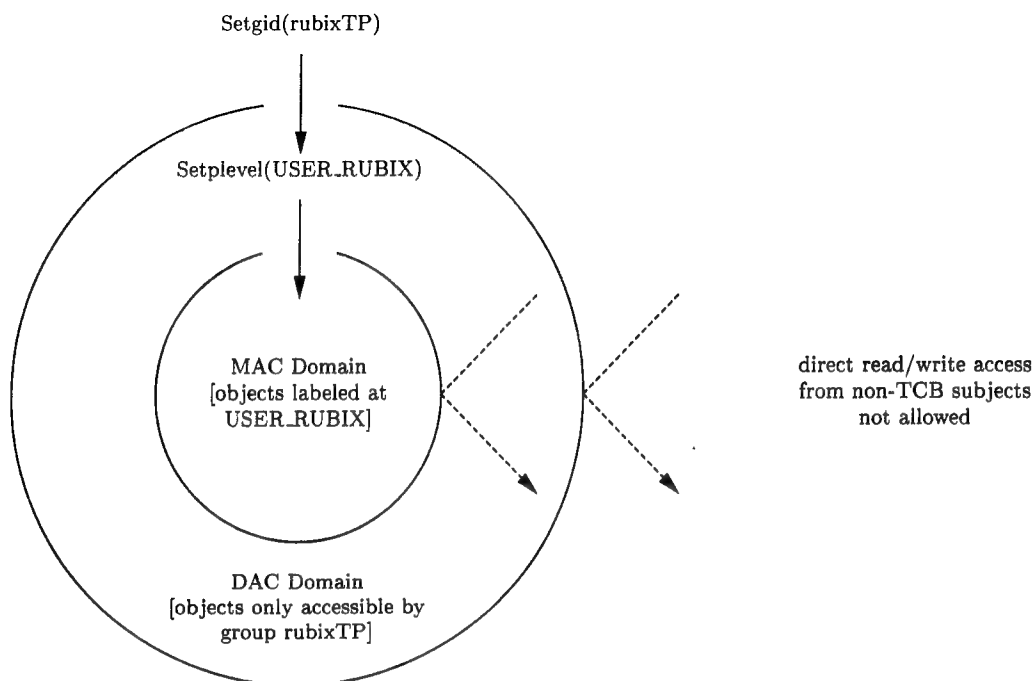 Setgid(rubixTP)
Setplevel(USER_RUBIX)
MAC Domain
[objects labeled at
USER_RUBIX]
direct read/write access
from non-TCB subjects
not allowed
DAC Domain
[objects only accessible by
group rubixTP]